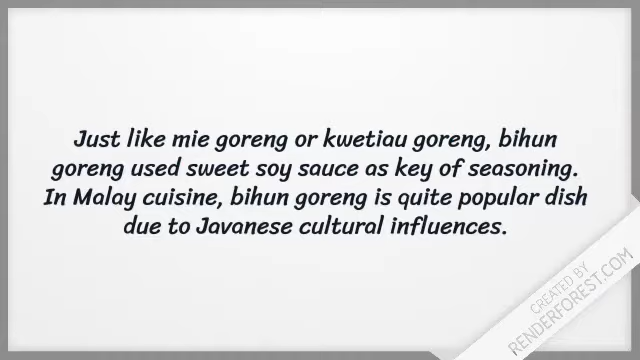 Just like mie goreng or kwetiau goreng, bihun
goreng used sweet soy sauce as key of seasoning.
In Malay cuisine, bihun goreng is quite popular dish
due to Javanese cultural influences.
CREATED BY
RENDERFOREST.COM